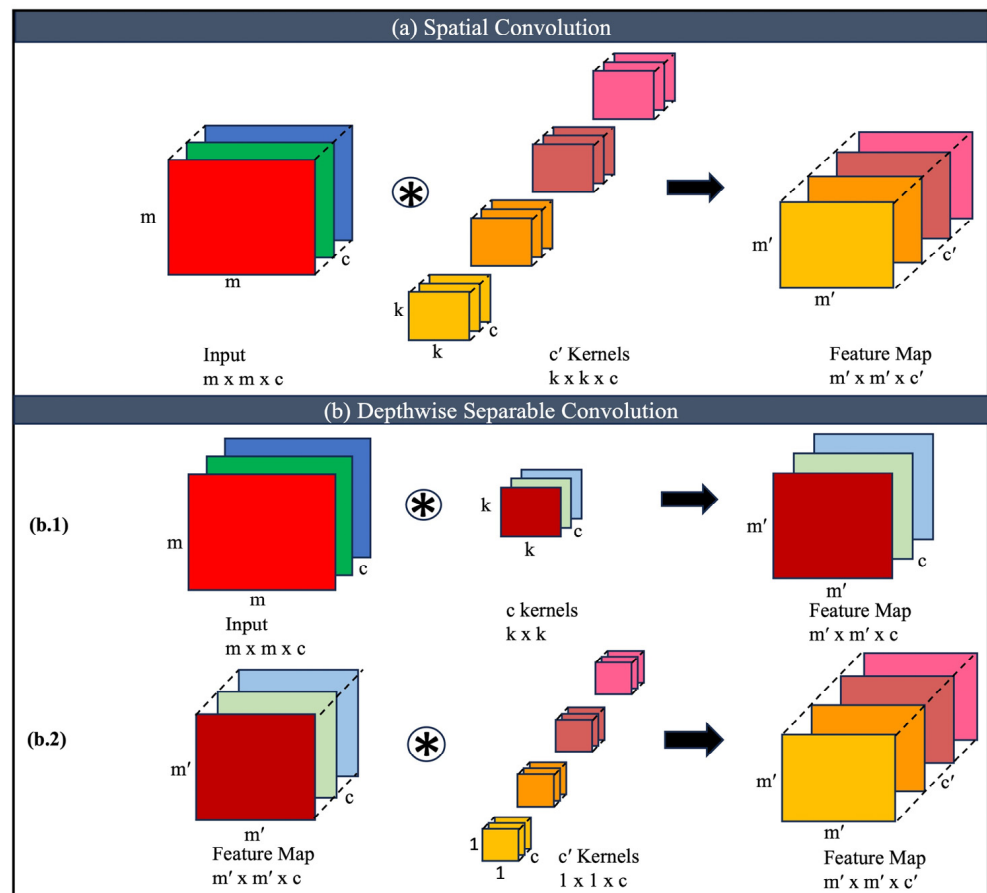 (a) Spatial Convolution
m
m
c
k
k
c
m′
m′
c′
Input
m x m x c
c′ Kernels
k x k x c
Feature Map
m′ x m′ x c′
(b) Depthwise Separable Convolution
(b.1)
m
m
c
k
k
c
m′
m′
c
Input
m x m x c
c kernels
k x k
Feature Map
m′ x m′ x c
(b.2)
m′
m′
c
1
1
c
m′
m′
c′
Feature Map
m′ x m′ x c
c′ Kernels
1 x 1 x c
Feature Map
m′ x m′ x c′